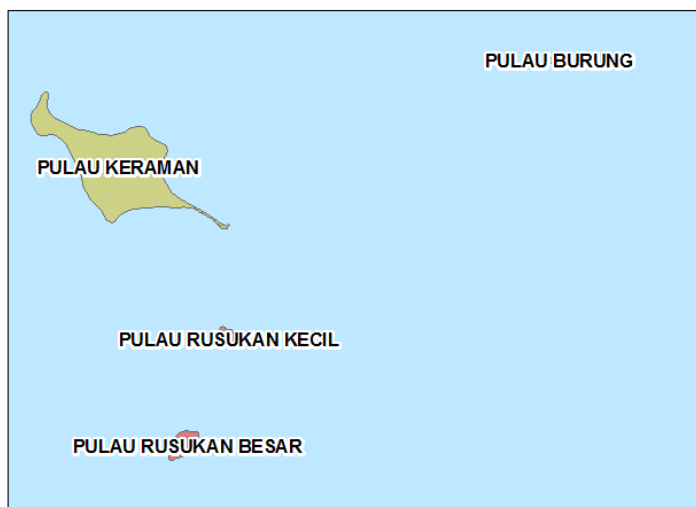 PULAU BURUNG
PULAU KERAMAN
PULAU RUSUKAN KECIL
PULAU RUSUKAN BESAR